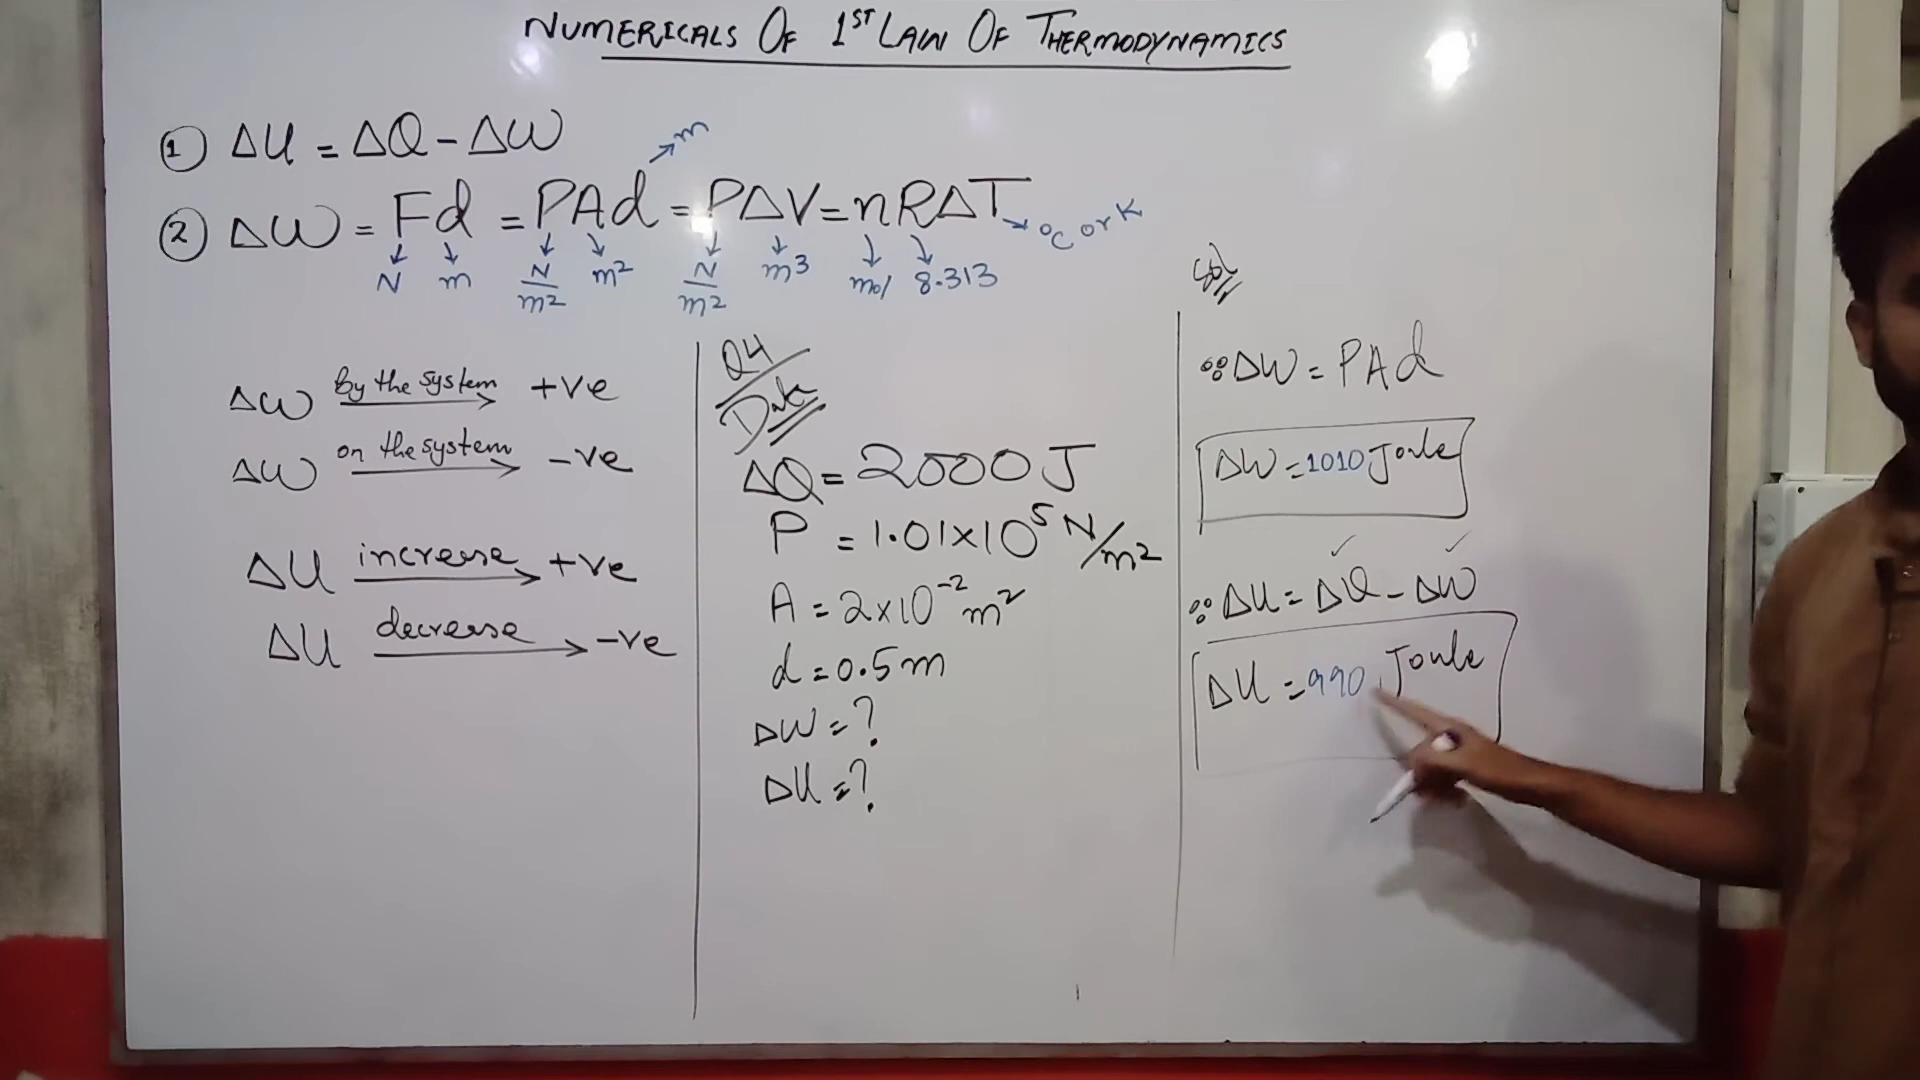 NUMERICALS OF 1ST LAW OF THERMODYNAMICS
① ΔU = ΔQ - ΔW
② ΔW = Fd = PAd = PΔV = nRΔT
m
N m N/m² m² N/m² m³ mol 8.313 °C or K
ΔW by the system +ve
ΔW on the system -ve
ΔU increase +ve
ΔU decrease -ve
Q4
Data
ΔQ = 2000 J
P = 1.01×10⁵ N/m²
A = 2×10⁻² m²
d = 0.5 m
ΔW = ?
ΔU = ?
Sol
∵ ΔW = PAd
ΔW = 1010 Joule
∵ ΔU = ΔQ - ΔW
ΔU = 990 Joule